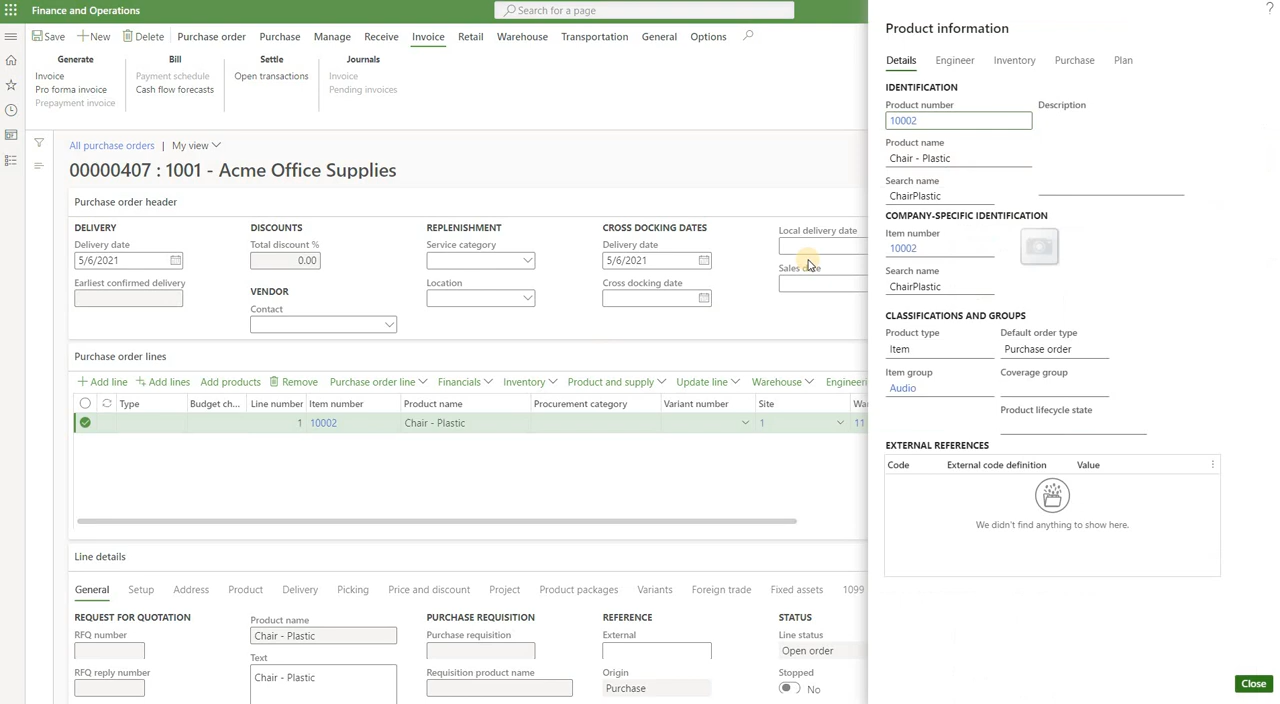 Finance and Operations
Search for a page
?
Save New Delete Purchase order Purchase Manage Receive Invoice Retail Warehouse Transportation General Options
Generate
Invoice
Pro forma invoice
Prepayment invoice
Bill
Payment schedule
Cash flow forecasts
Settle
Open transactions
Journals
Invoice
Pending invoices
All purchase orders | My view
00000407 : 1001 - Acme Office Supplies
Purchase order header
DELIVERY
Delivery date
5/6/2021
Earliest confirmed delivery
DISCOUNTS
Total discount %
0.00
VENDOR
Contact
REPLENISHMENT
Service category
Location
CROSS DOCKING DATES
Delivery date
5/6/2021
Cross docking date
Local delivery date
Sales date
Purchase order lines
Add line Add lines Add products Remove Purchase order line Financials Inventory Product and supply Update line Warehouse Engineeri
Type Budget ch... Line number Item number Product name Procurement category Variant number Site Wa
1 10002 Chair - Plastic 1 11
Line details
General Setup Address Product Delivery Picking Price and discount Project Product packages Variants Foreign trade Fixed assets 1099
REQUEST FOR QUOTATION
RFQ number
RFQ reply number
Product name
Chair - Plastic
Text
Chair - Plastic
PURCHASE REQUISITION
Purchase requisition
Requisition product name
REFERENCE
External
Origin
Purchase
STATUS
Line status
Open order
Stopped
No
Product information
Details Engineer Inventory Purchase Plan
IDENTIFICATION
Product number
10002
Description
Product name
Chair - Plastic
Search name
ChairPlastic
COMPANY-SPECIFIC IDENTIFICATION
Item number
10002
Search name
ChairPlastic
CLASSIFICATIONS AND GROUPS
Product type
Item
Default order type
Purchase order
Item group
Audio
Coverage group
Product lifecycle state
EXTERNAL REFERENCES
Code External code definition Value
We didn't find anything to show here.
Close